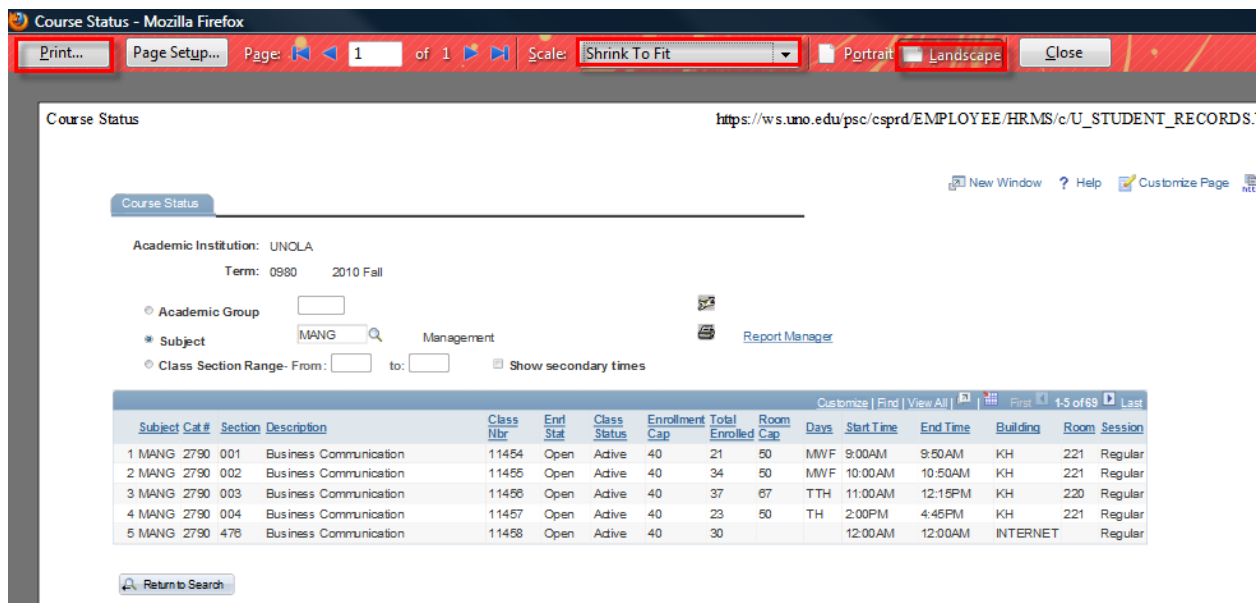 Course Status - Mozilla Firefox
Print... Page Setup... Page: 1 of 1 Scale: Shrink To Fit Portrait Landscape Close
Course Status https://ws.uno.edu/psc/csprd/EMPLOYEE/HRMS/c/U_STUDENT_RECORDS.
New Window ? Help Customize Page
Course Status
Academic Institution: UNOLA
Term: 0980 2010 Fall
Academic Group
Subject MANG Management Report Manager
Class Section Range- From: to: Show secondary times
Customize | Find | View All | | First 1-5 of 69 Last
Subject Cat# Section Description Class Nbr Enrl Stat Class Status Enrollment Cap Total Enrolled Room Cap Days Start Time End Time Building Room Session
1 MANG 2790 001 Business Communication 11454 Open Active 40 21 50 MWF 9:00AM 9:50AM KH 221 Regular
2 MANG 2790 002 Business Communication 11455 Open Active 40 34 50 MWF 10:00AM 10:50AM KH 221 Regular
3 MANG 2790 003 Business Communication 11456 Open Active 40 37 67 TTH 11:00AM 12:15PM KH 220 Regular
4 MANG 2790 004 Business Communication 11457 Open Active 40 23 50 TH 2:00PM 4:45PM KH 221 Regular
5 MANG 2790 476 Business Communication 11458 Open Active 40 30 12:00AM 12:00AM INTERNET Regular
Return to Search